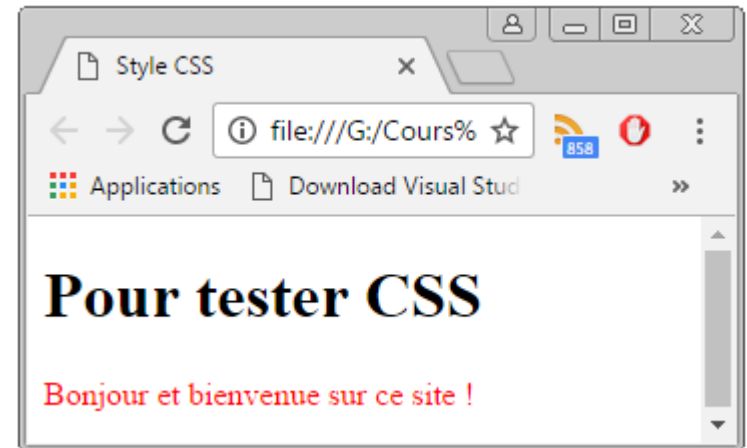 Style CSS
file:///G:/Cours%
858
Applications Download Visual Stud
Pour tester CSS
Bonjour et bienvenue sur ce site !